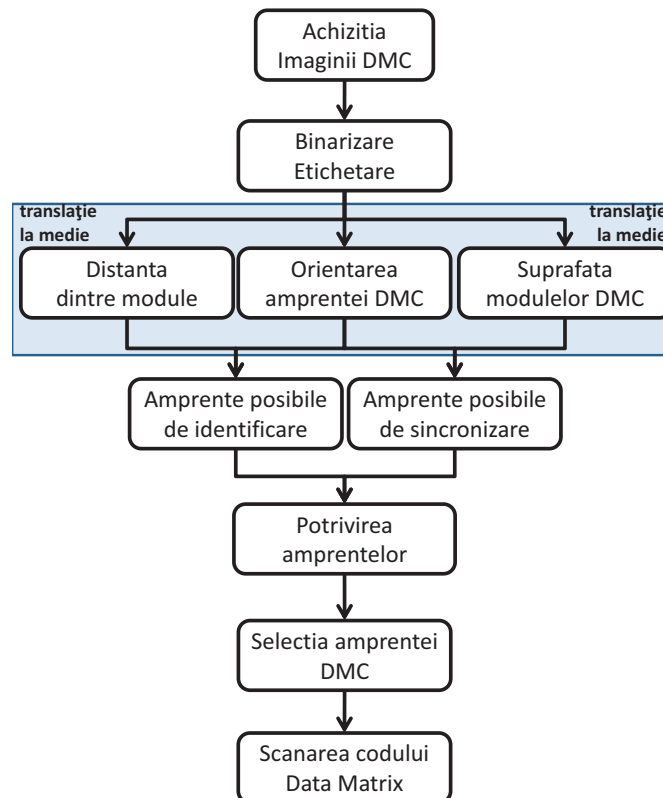 Achizitia
Imaginii DMC
Binarizare
Etichetare
translaţie
la medie
translaţie
la medie
Distanta
dintre module
Orientarea
amprentei DMC
Suprafata
modulelor DMC
Amprente posibile
de identificare
Amprente posibile
de sincronizare
Potrivirea
amprentelor
Selectia amprentei
DMC
Scanarea codului
Data Matrix